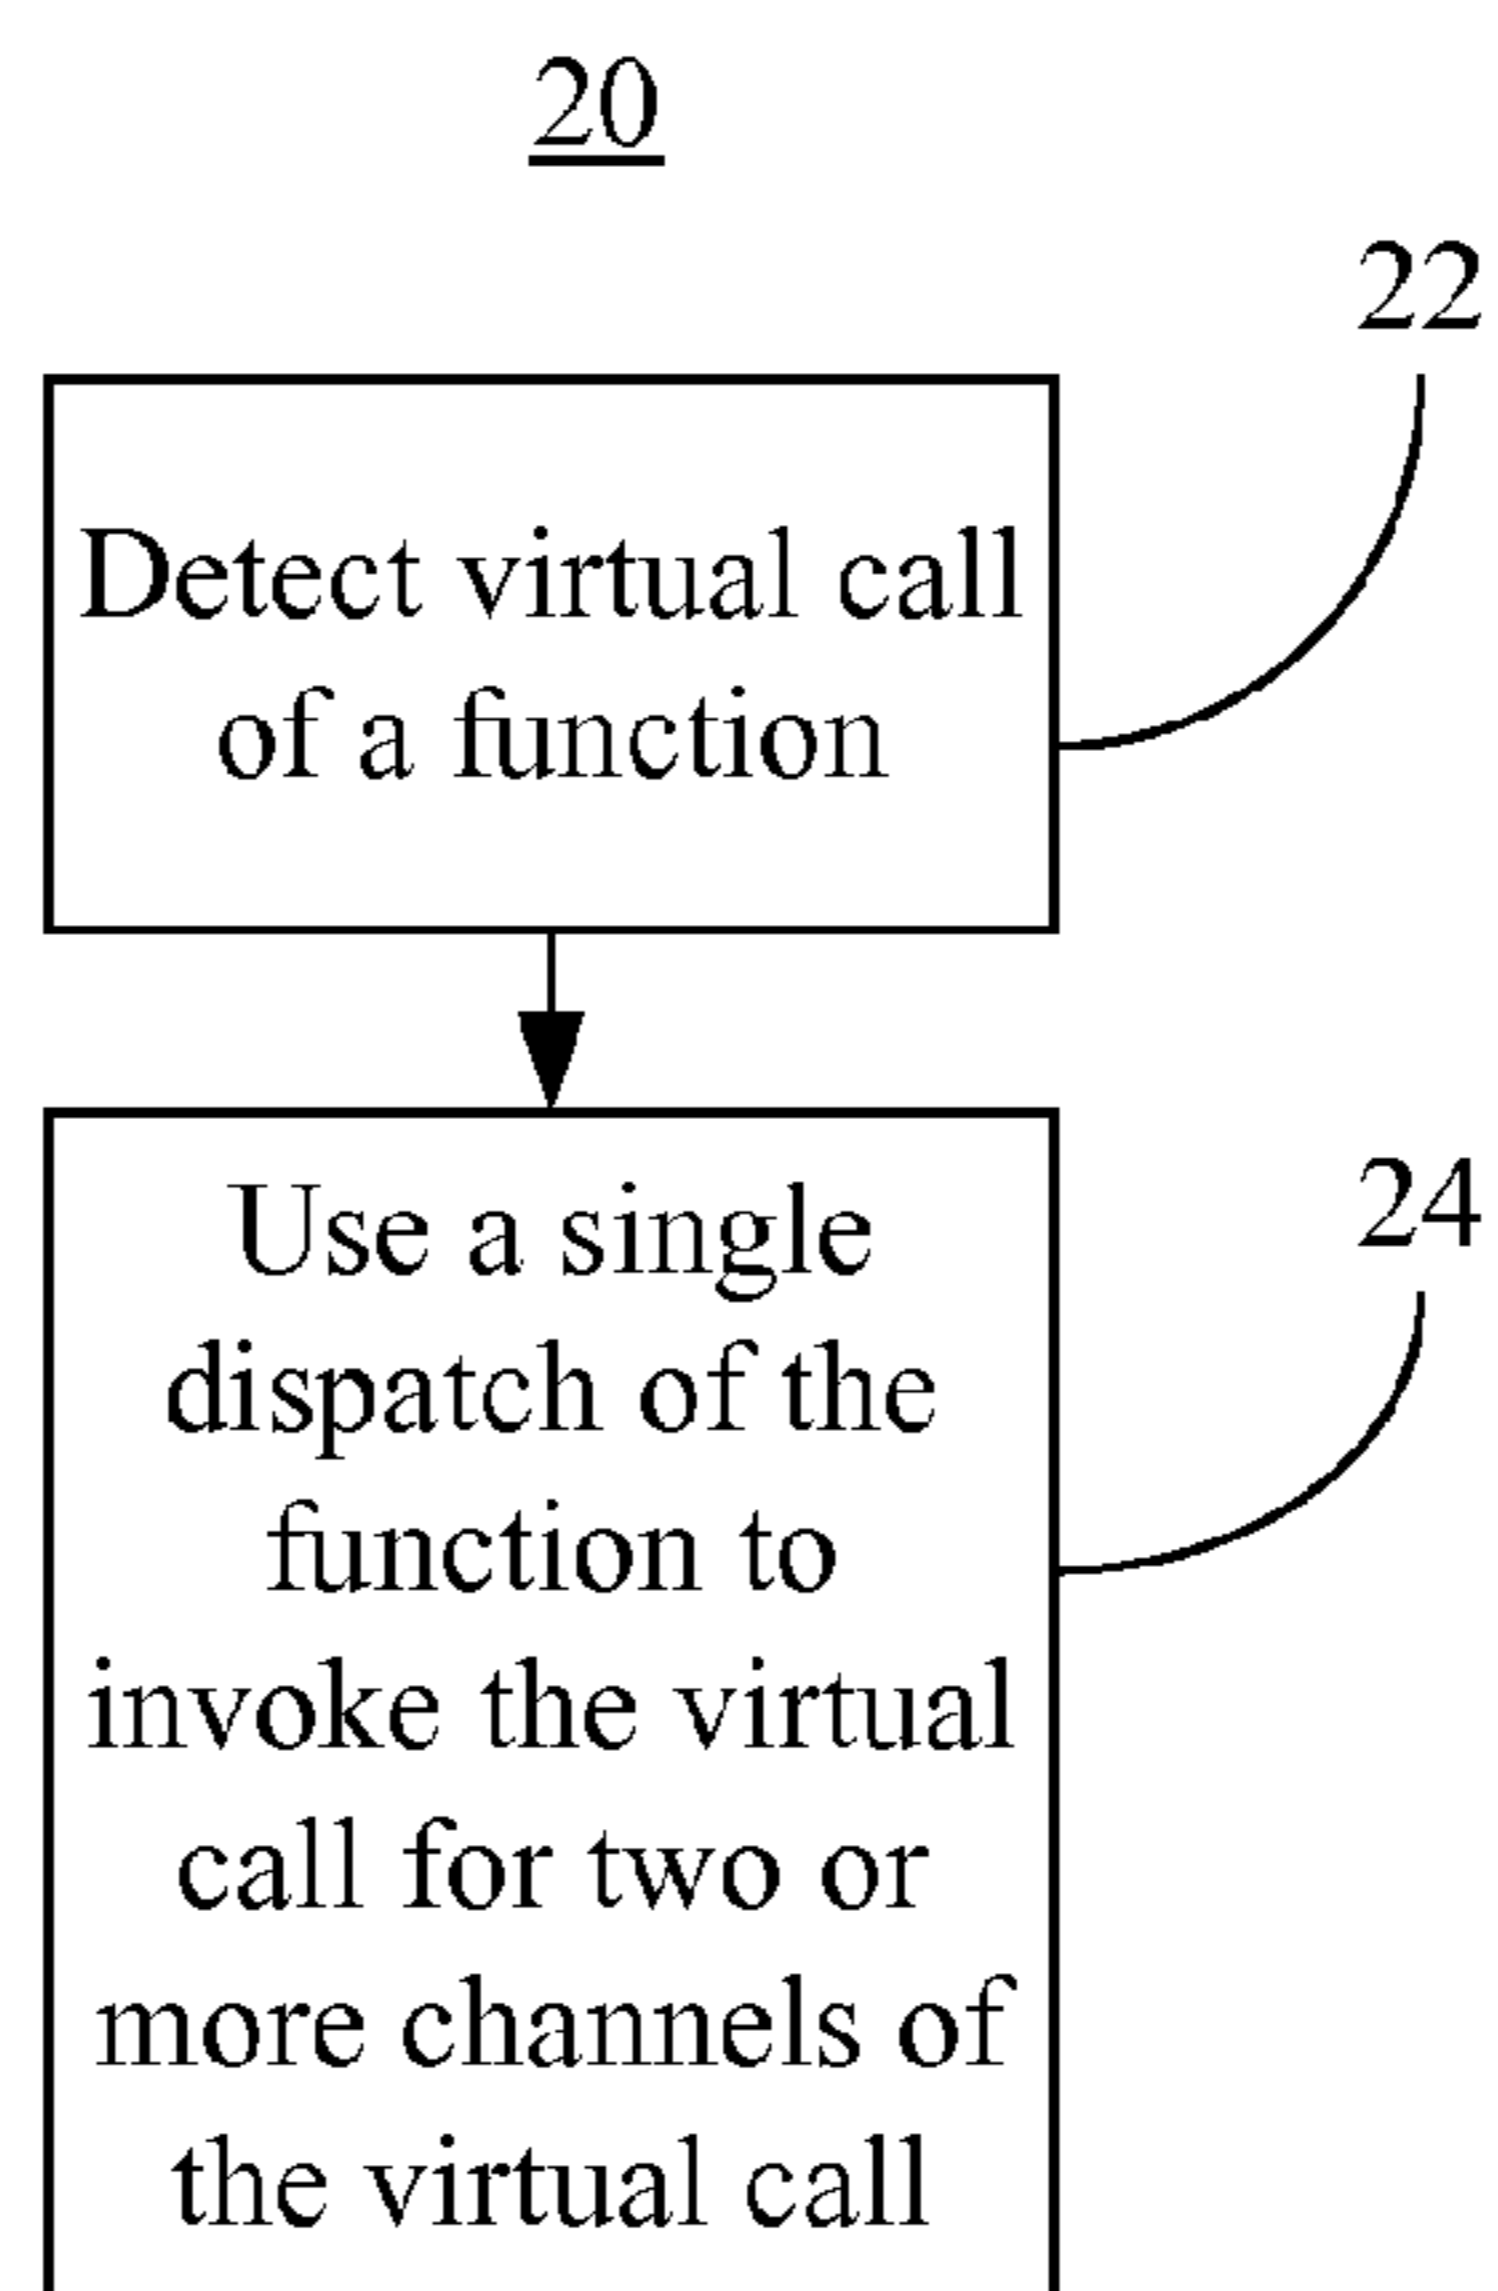 20
22
Detect virtual call
of a function
24
Use a single
dispatch of the
function to
invoke the virtual
call for two or
more channels of
the virtual call